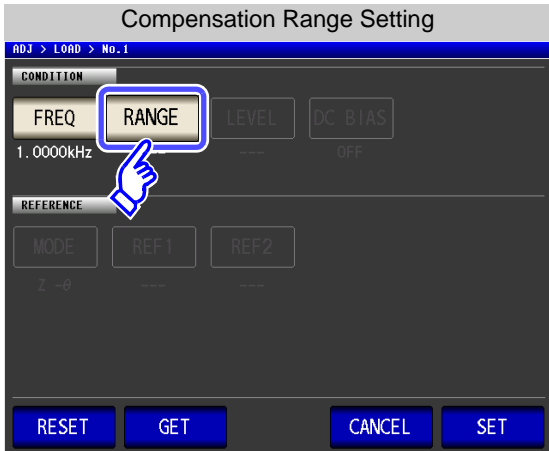 Compensation Range Setting
ADJ > LOAD > No.1
CONDITION
FREQ RANGE LEVEL DC BIAS
1.0000kHz --- OFF
REFERENCE
MODE REF1 REF2
Z -θ --- ---
RESET GET CANCEL SET